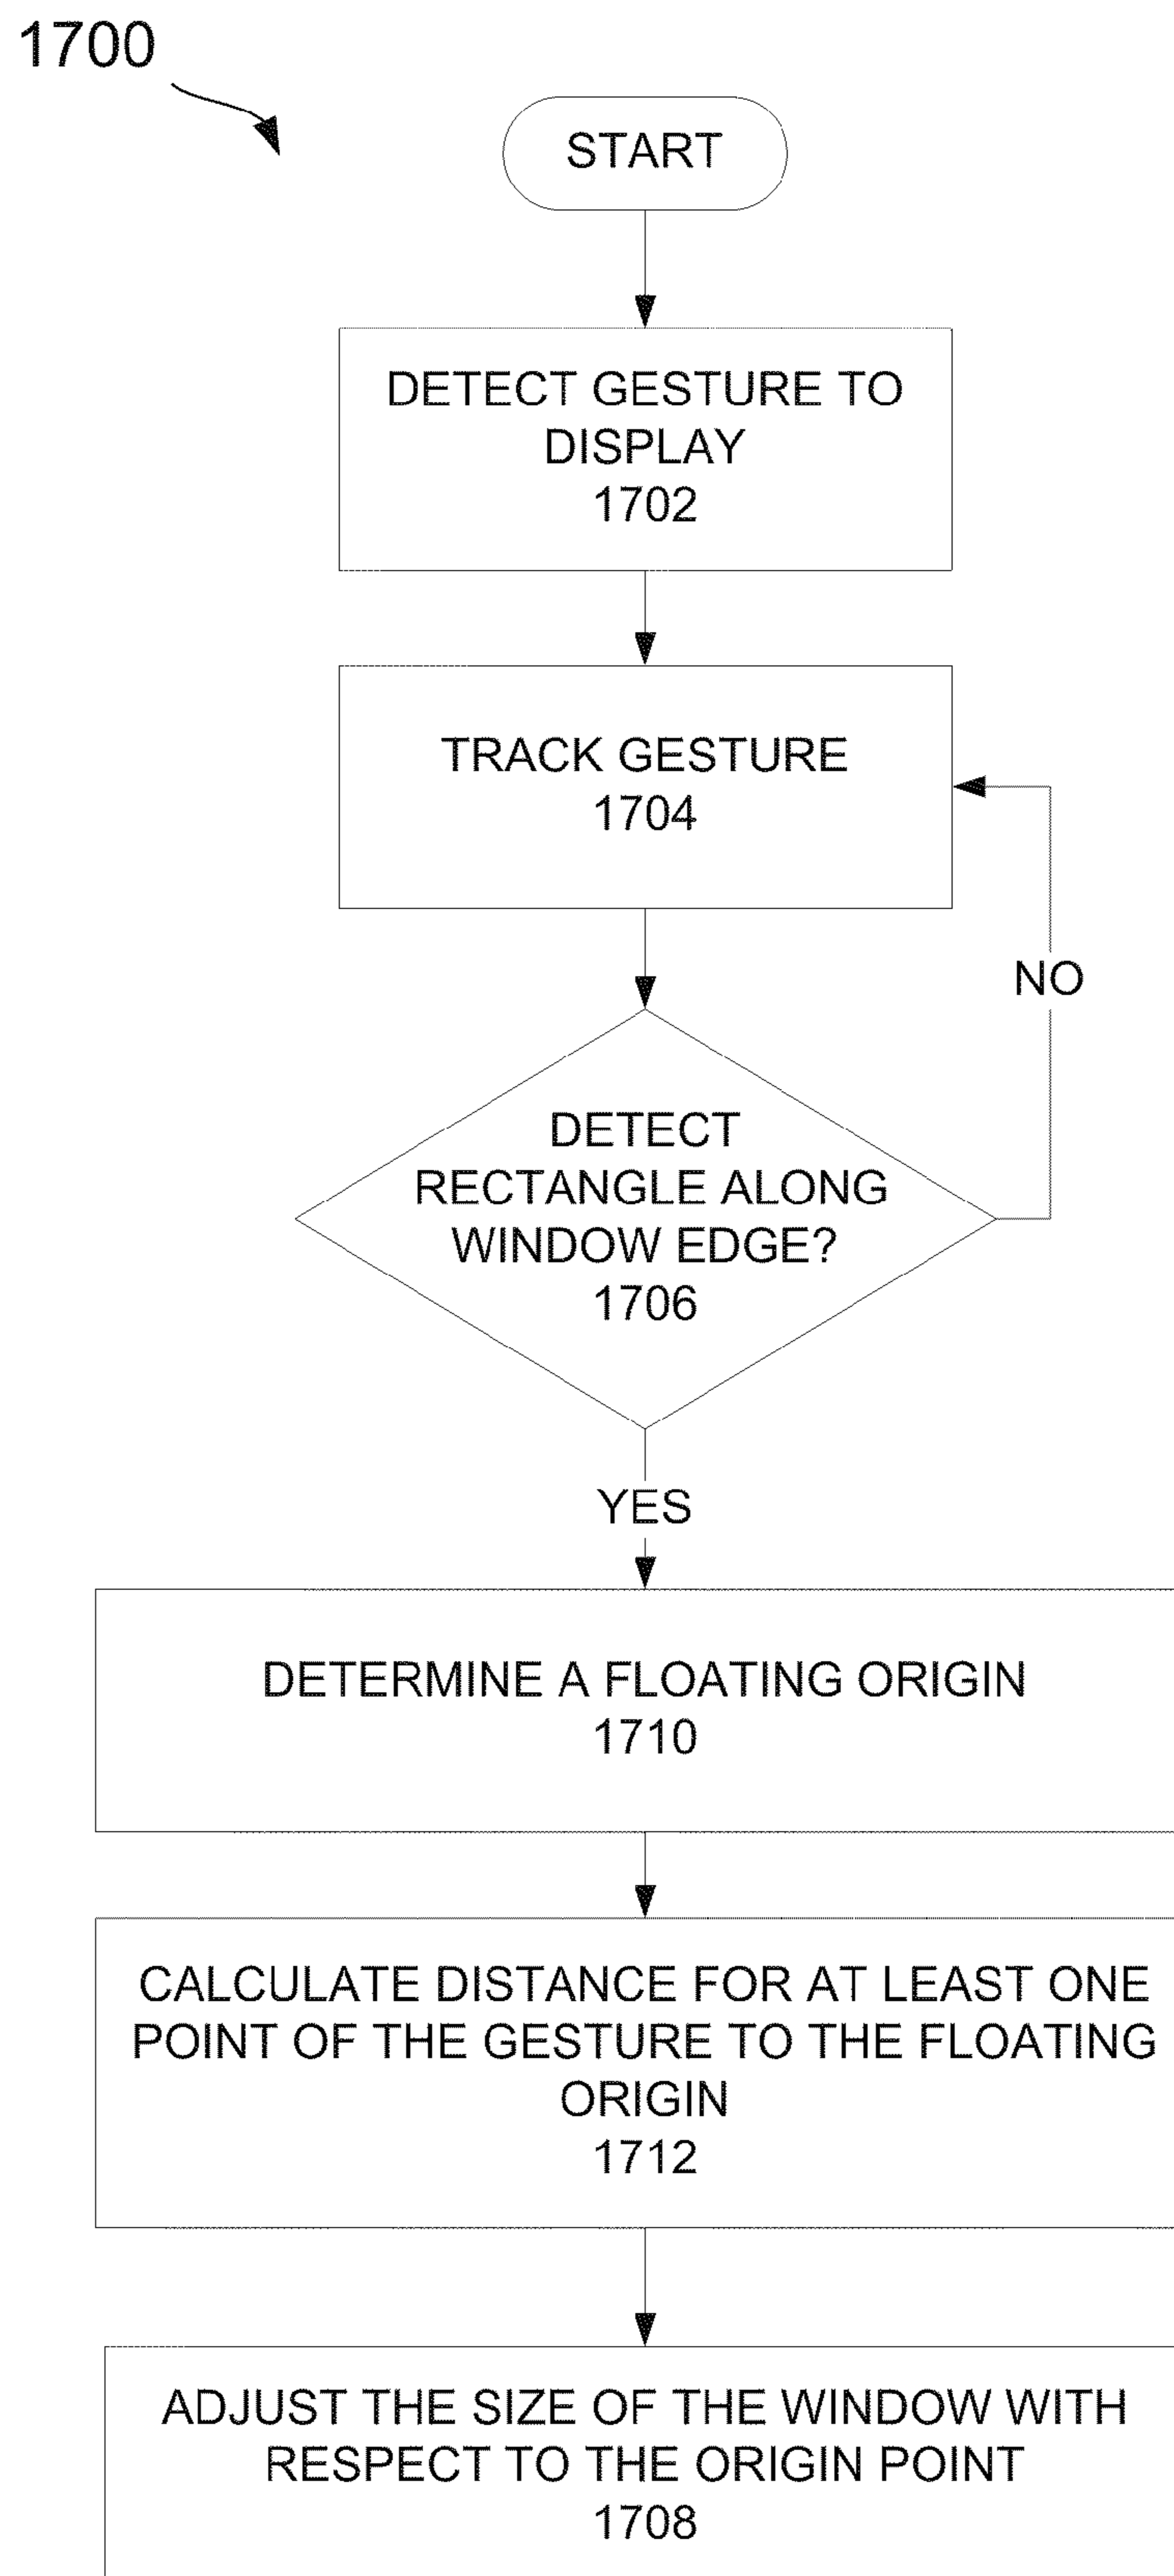 1700
START
DETECT GESTURE TO
DISPLAY
1702
TRACK GESTURE
1704
NO
DETECT
RECTANGLE ALONG
WINDOW EDGE?
1706
YES
DETERMINE A FLOATING ORIGIN
1710
CALCULATE DISTANCE FOR AT LEAST ONE
POINT OF THE GESTURE TO THE FLOATING
ORIGIN
1712
ADJUST THE SIZE OF THE WINDOW WITH
RESPECT TO THE ORIGIN POINT
1708